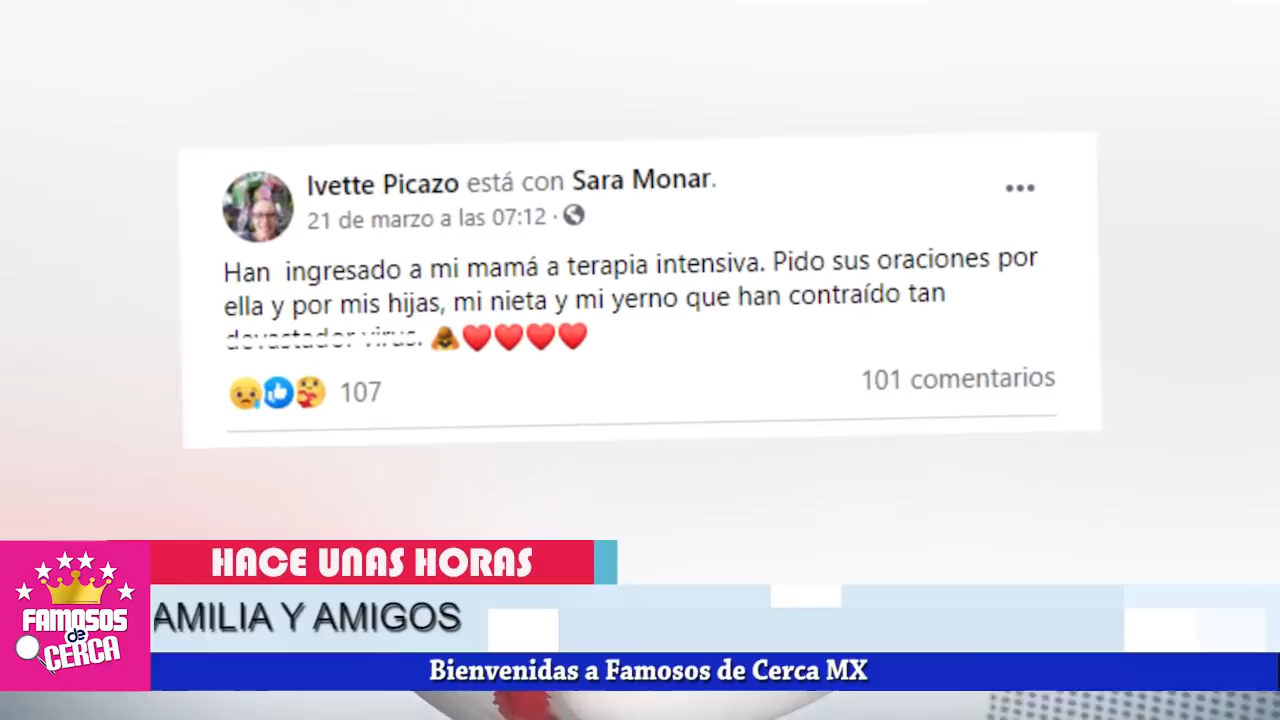 Ivette Picazo está con Sara Monar.
21 de marzo a las 07:12 ·
Han ingresado a mi mamá a terapia intensiva. Pido sus oraciones por
ella y por mis hijas, mi nieta y mi yerno que han contraído tan
devastador virus.
107
101 comentarios
HACE UNAS HORAS
AMILIA Y AMIGOS
FAMOSOS
de
CERCA
Bienvenidas a Famosos de Cerca MX